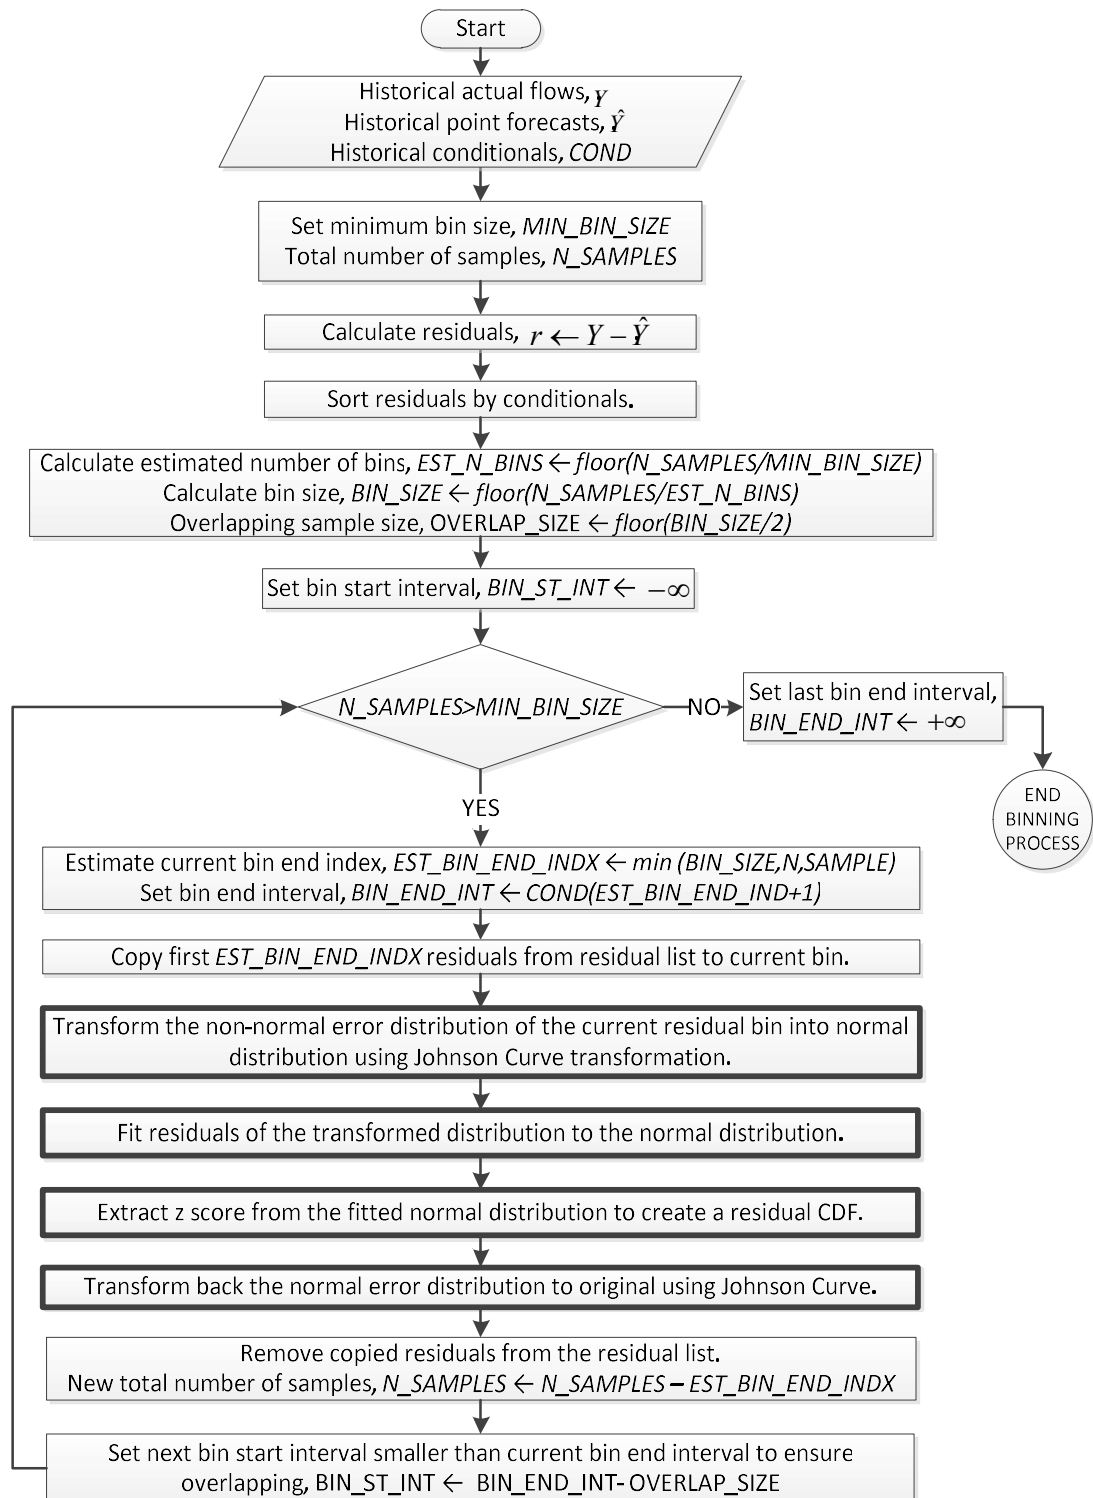 Start
Historical actual flows, Y
Historical point forecasts, Ŷ
Historical conditionals, COND
Set minimum bin size, MIN_BIN_SIZE
Total number of samples, N_SAMPLES
Calculate residuals, r ← Y – Ŷ
Sort residuals by conditionals.
Calculate estimated number of bins, EST_N_BINS ← floor(N_SAMPLES/MIN_BIN_SIZE)
Calculate bin size, BIN_SIZE ← floor(N_SAMPLES/EST_N_BINS)
Overlapping sample size, OVERLAP_SIZE ← floor(BIN_SIZE/2)
Set bin start interval, BIN_ST_INT ← –∞
N_SAMPLES>MIN_BIN_SIZE
NO
Set last bin end interval,
BIN_END_INT ← +∞
END
BINNING
PROCESS
YES
Estimate current bin end index, EST_BIN_END_INDX ← min (BIN_SIZE,N,SAMPLE)
Set bin end interval, BIN_END_INT ← COND(EST_BIN_END_IND+1)
Copy first EST_BIN_END_INDX residuals from residual list to current bin.
Transform the non-normal error distribution of the current residual bin into normal
distribution using Johnson Curve transformation.
Fit residuals of the transformed distribution to the normal distribution.
Extract z score from the fitted normal distribution to create a residual CDF.
Transform back the normal error distribution to original using Johnson Curve.
Remove copied residuals from the residual list.
New total number of samples, N_SAMPLES ← N_SAMPLES – EST_BIN_END_INDX
Set next bin start interval smaller than current bin end interval to ensure
overlapping, BIN_ST_INT ← BIN_END_INT-OVERLAP_SIZE